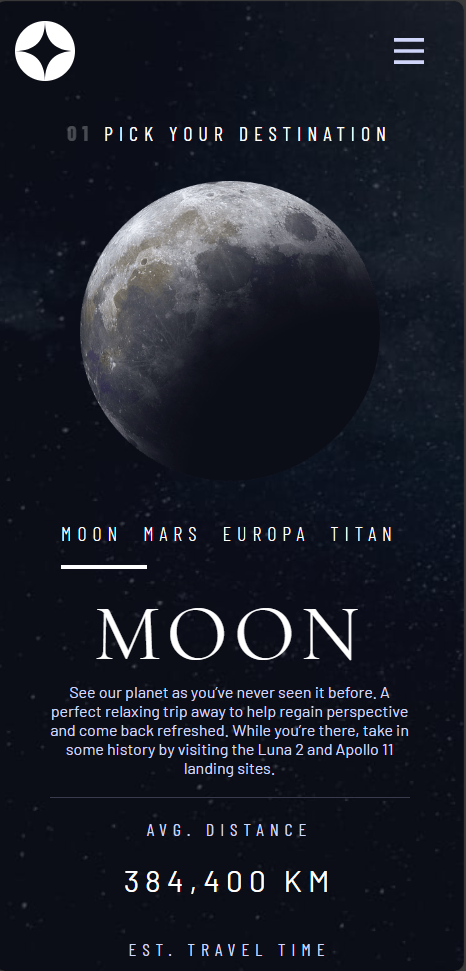 01 PICK YOUR DESTINATION
MOON MARS EUROPA TITAN
MOON
See our planet as you’ve never seen it before. A
perfect relaxing trip away to help regain perspective
and come back refreshed. While you’re there, take in
some history by visiting the Luna 2 and Apollo 11
landing sites.
AVG. DISTANCE
384,400 KM
EST. TRAVEL TIME